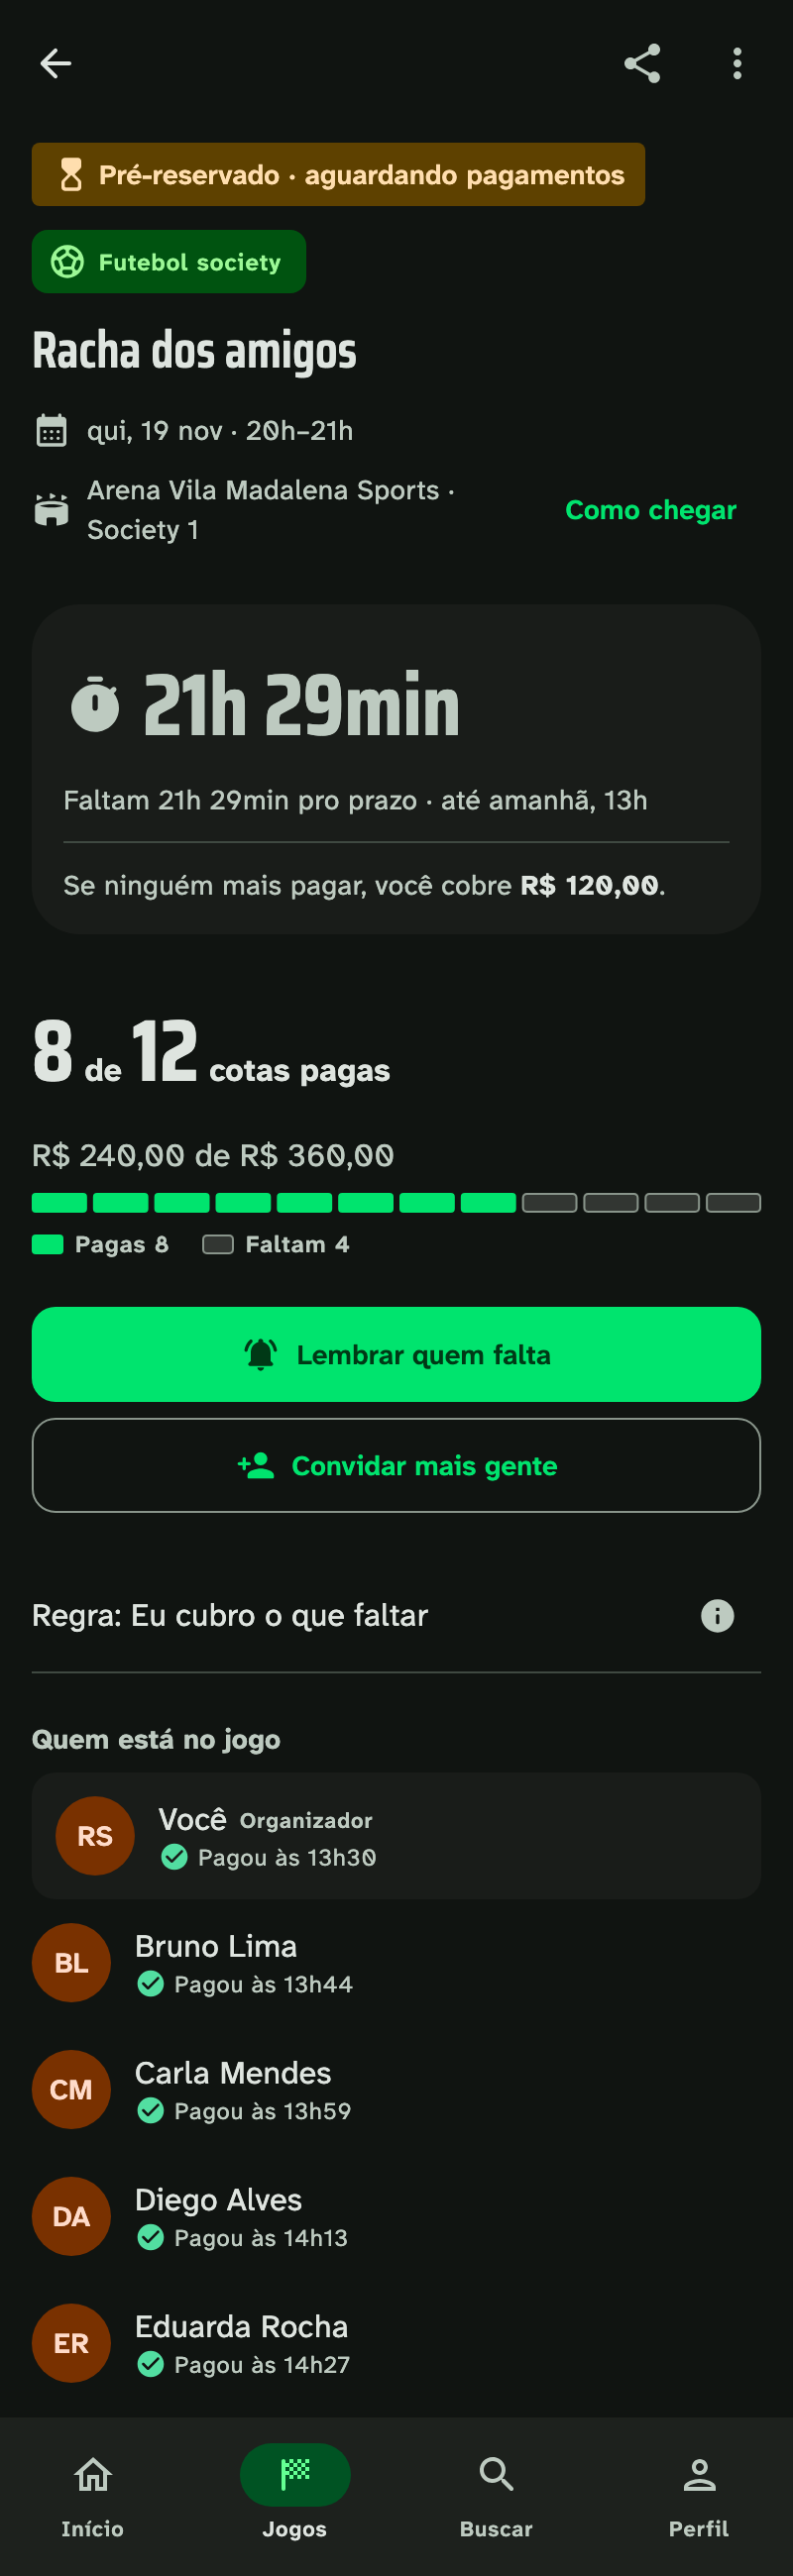 Pré-reservado · aguardando pagamentos
Futebol society
Racha dos amigos
qui, 19 nov · 20h–21h
Arena Vila Madalena Sports ·
Society 1
Como chegar
21h 29min
Faltam 21h 29min pro prazo · até amanhã, 13h
Se ninguém mais pagar, você cobre R$ 120,00.
8 de 12 cotas pagas
R$ 240,00 de R$ 360,00
Pagas 8
Faltam 4
Lembrar quem falta
Convidar mais gente
Regra: Eu cubro o que faltar
Quem está no jogo
RS
Você Organizador
Pagou às 13h30
BL
Bruno Lima
Pagou às 13h44
CM
Carla Mendes
Pagou às 13h59
DA
Diego Alves
Pagou às 14h13
ER
Eduarda Rocha
Pagou às 14h27
Início
Jogos
Buscar
Perfil